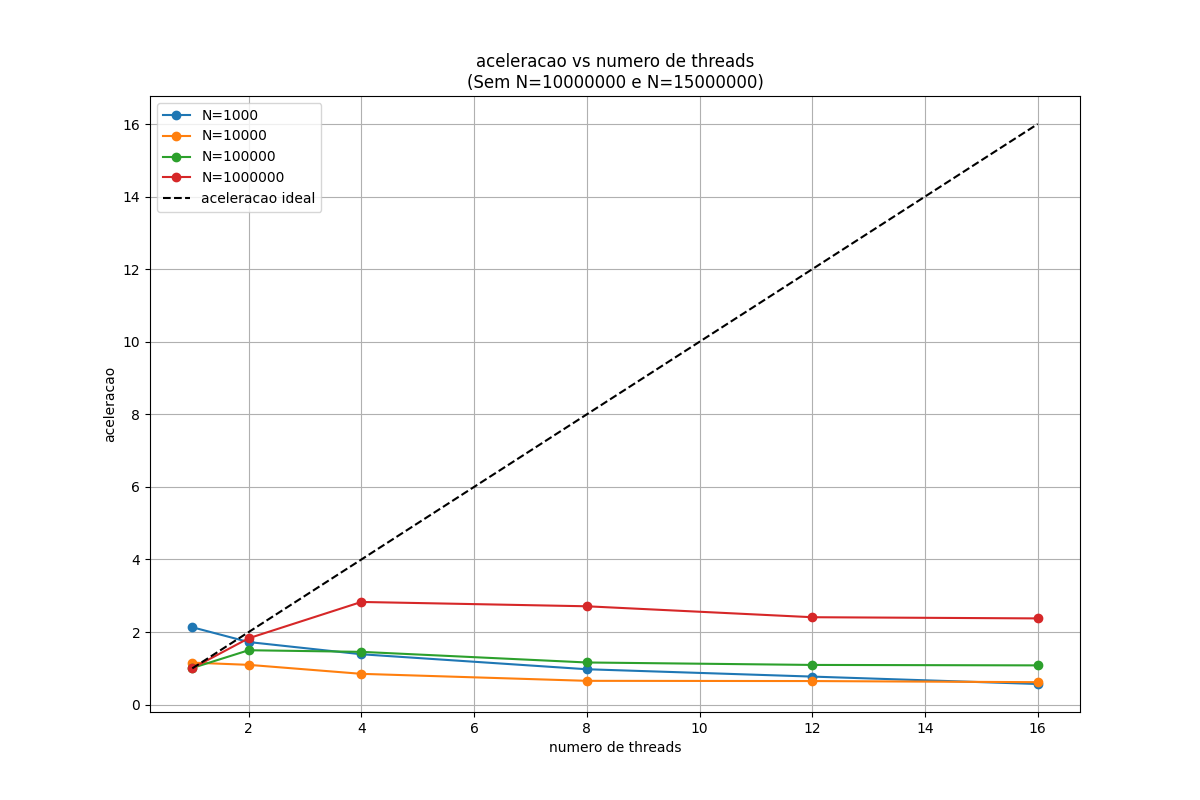 aceleracao vs numero de threads
(Sem N=10000000 e N=15000000)
N=1000
N=10000
N=100000
N=1000000
aceleracao ideal
16
14
12
10
8
6
4
2
0
aceleracao
2
4
6
8
10
12
14
16
numero de threads